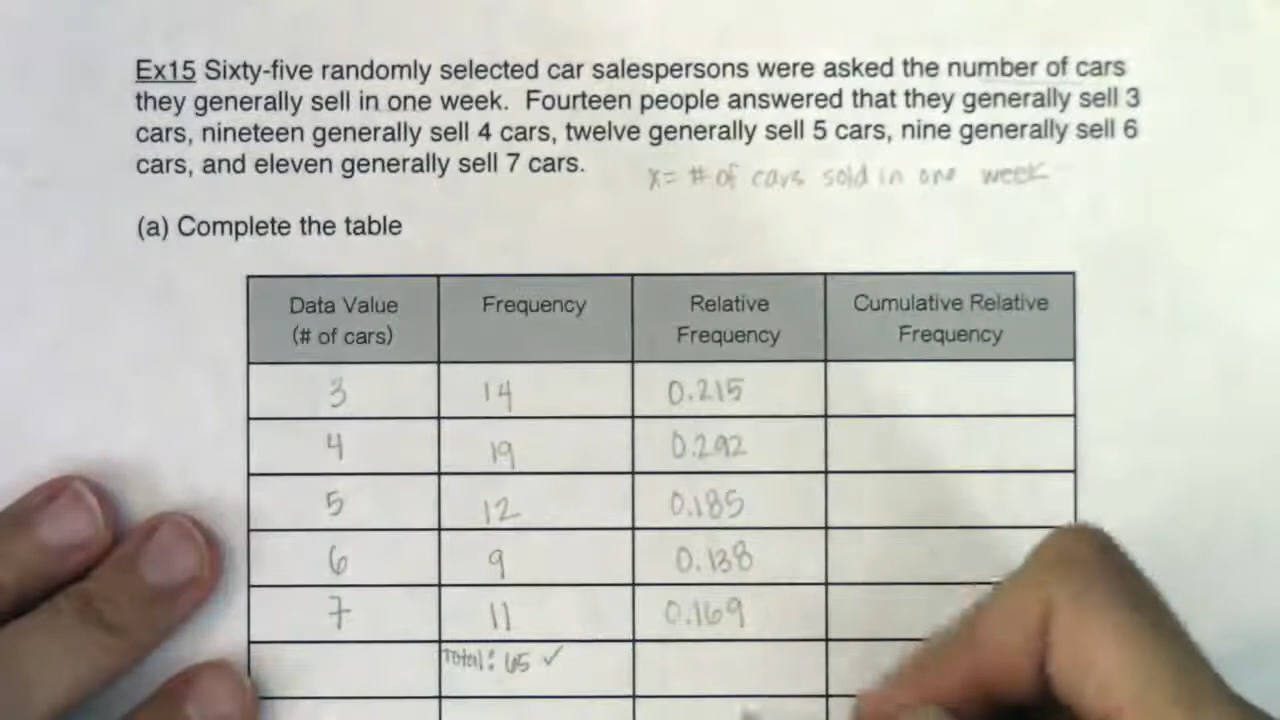 Ex15 Sixty-five randomly selected car salespersons were asked the number of cars
they generally sell in one week.  Fourteen people answered that they generally sell 3
cars, nineteen generally sell 4 cars, twelve generally sell 5 cars, nine generally sell 6
cars, and eleven generally sell 7 cars.
x= # of cars sold in one week
(a) Complete the table
Data Value Frequency Relative Cumulative Relative
(# of cars) Frequency Frequency
3 14 0.215
4 19 0.292
5 12 0.185
6 9 0.138
7 11 0.169
Total: 65 ✓